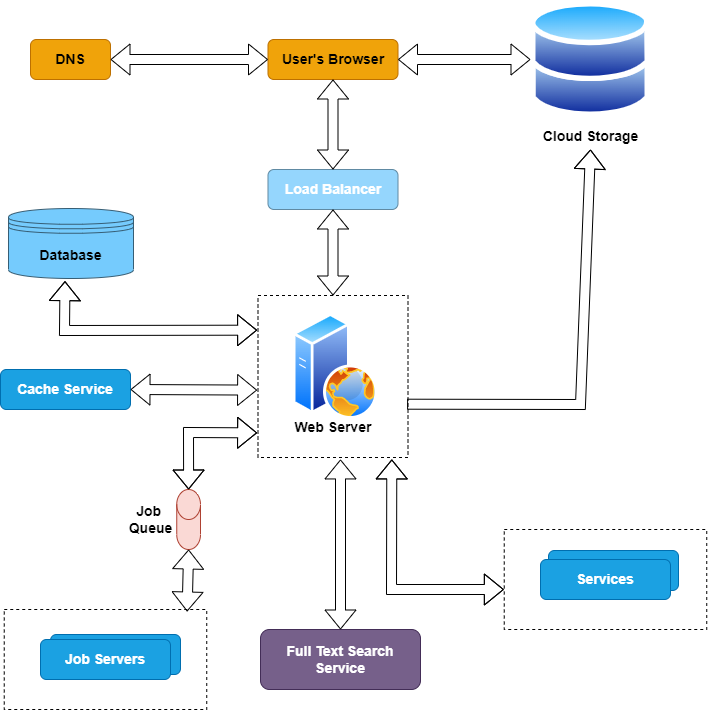 DNS
User's Browser
Cloud Storage
Load Balancer
Database
Cache Service
Web Server
Job
Queue
Services
Job Servers
Full Text Search
Service